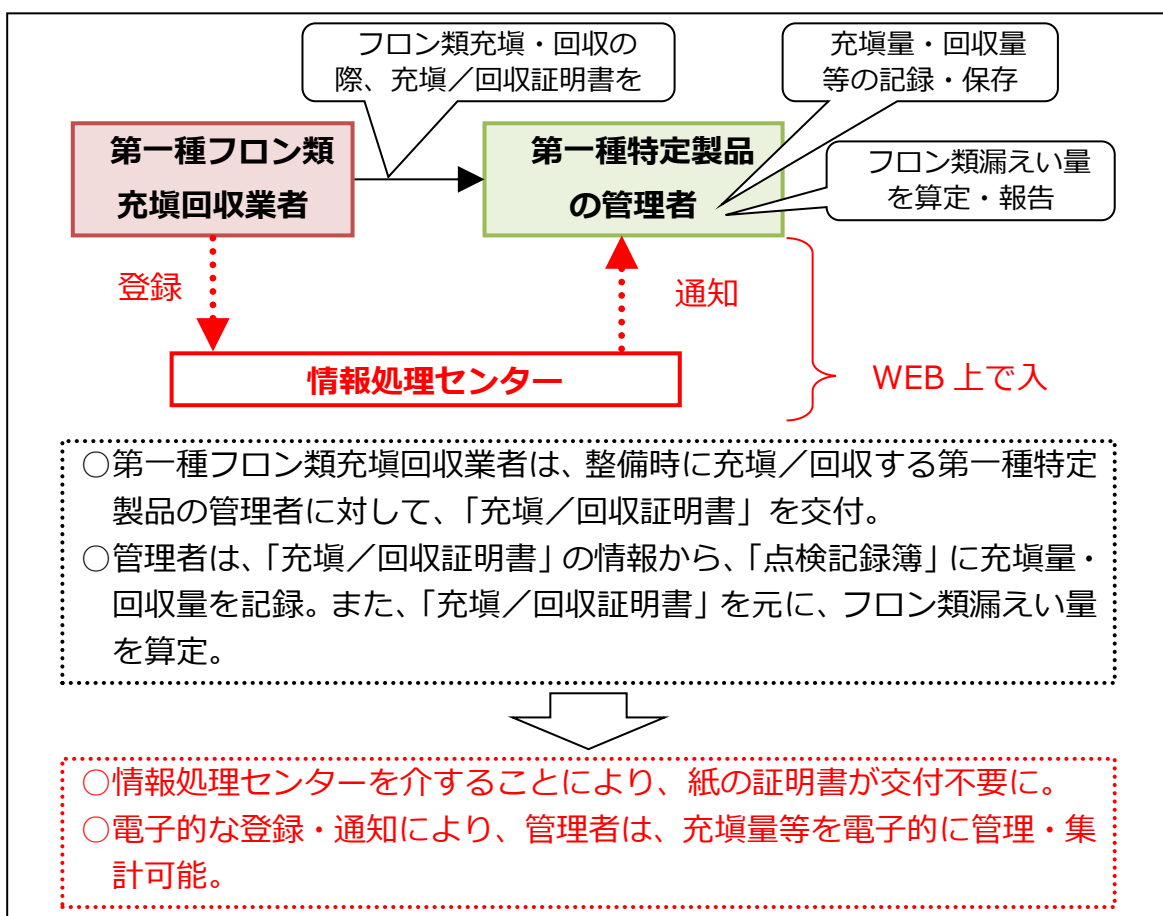 フロン類充塡・回収の
際、充塡／回収証明書を
充塡量・回収量
等の記録・保存
第一種フロン類
充塡回収業者
第一種特定製品
の管理者
フロン類漏えい量
を算定・報告
登録
通知
情報処理センター
WEB 上で入
○第一種フロン類充塡回収業者は、整備時に充塡／回収する第一種特定
製品の管理者に対して、「充塡／回収証明書」を交付。
○管理者は、「充塡／回収証明書」の情報から、「点検記録簿」に充塡量・
回収量を記録。また、「充塡／回収証明書」を元に、フロン類漏えい量
を算定。
○情報処理センターを介することにより、紙の証明書が交付不要に。
○電子的な登録・通知により、管理者は、充塡量等を電子的に管理・集
計可能。